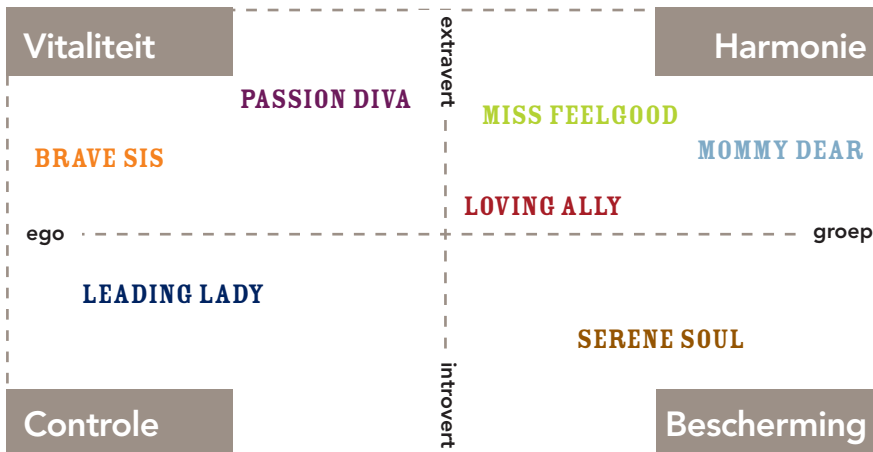 Vitaliteit
extravert
Harmonie
PASSION DIVA
MISS FEELGOOD
BRAVE SIS
MOMMY DEAR
LOVING ALLY
ego
groep
LEADING LADY
SERENE SOUL
introvert
Controle
Bescherming